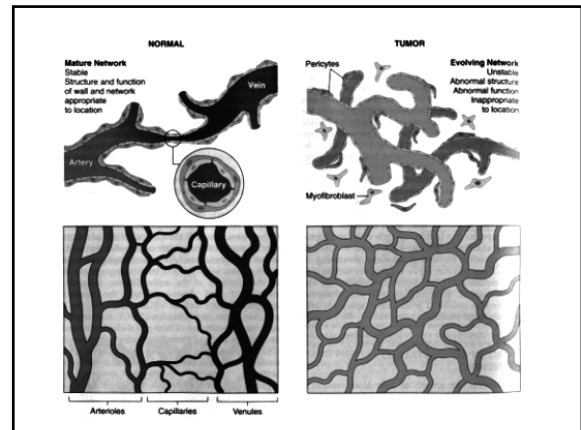 NORMAL
Mature Network
Stable
Structure and function
of wall and network
appropriate
to location
Vein
Artery
Capillary
TUMOR
Pericytes
Evolving Network
Unstable
Abnormal structure
Abnormal function
Inappropriate
to location
Myofibroblast
Arterioles
Capillaries
Venules